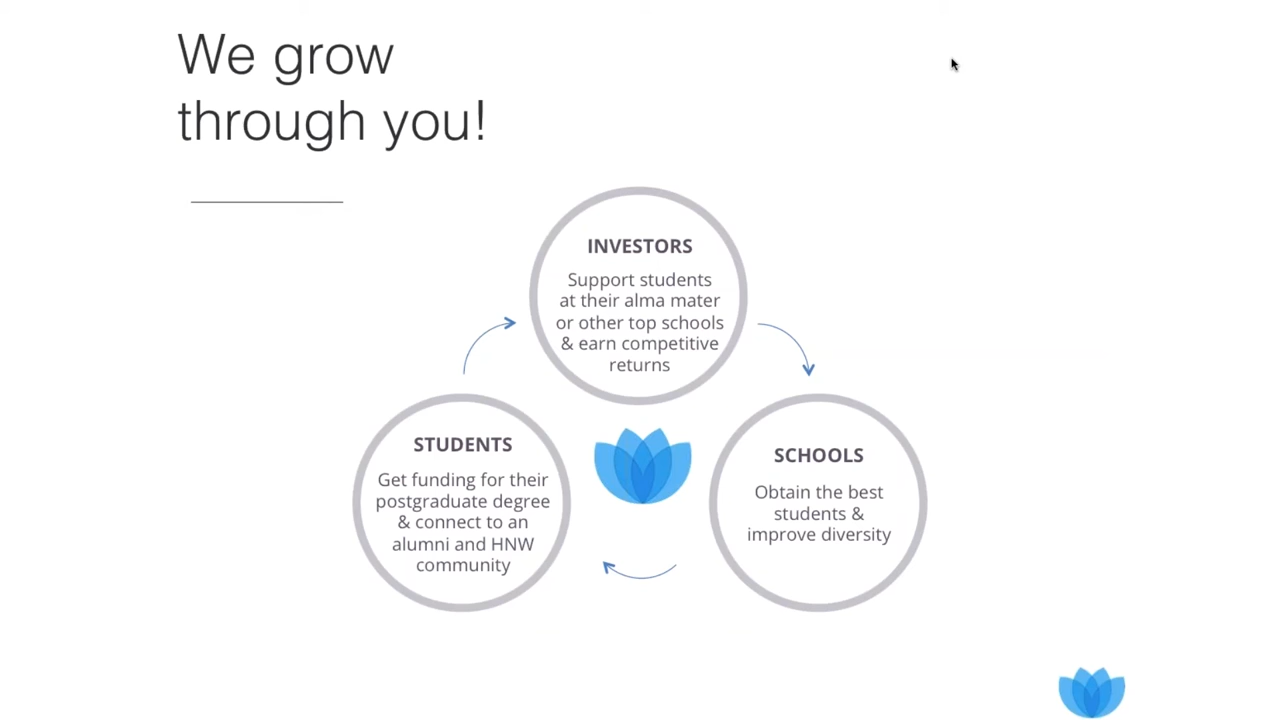 We grow
through you!
INVESTORS
Support students
at their alma mater
or other top schools
& earn competitive
returns
STUDENTS
Get funding for their
postgraduate degree
& connect to an
alumni and HNW
community
SCHOOLS
Obtain the best
students &
improve diversity